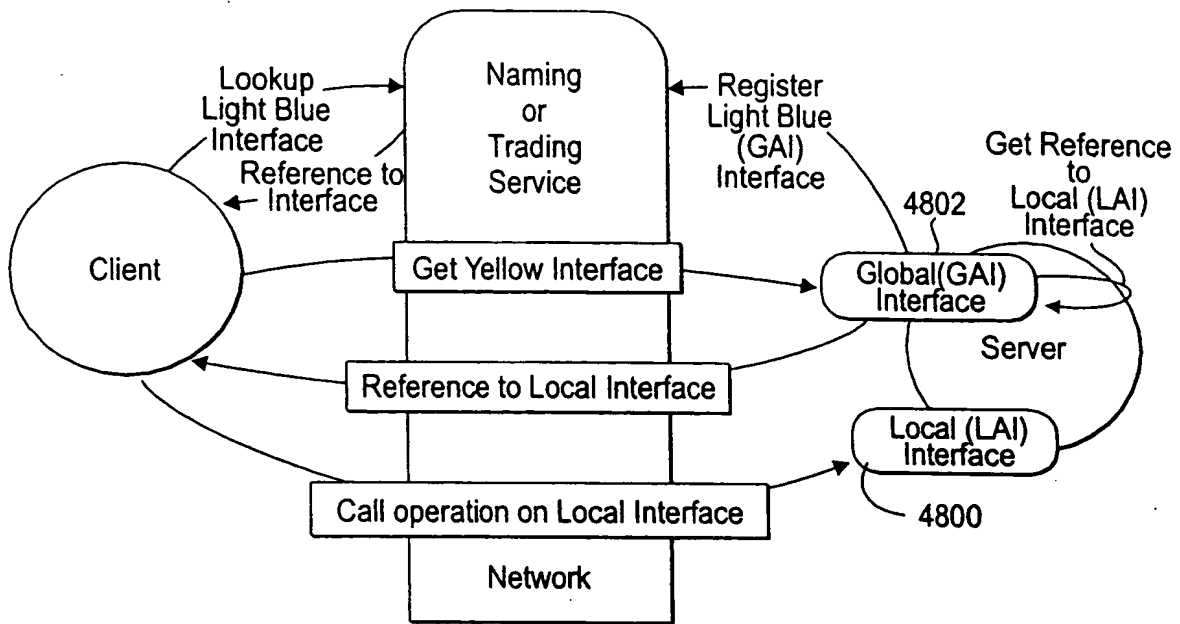 Naming
or
Trading
Service
Lookup
Light Blue
Interface
Reference to
Interface
Register
Light Blue
(GAI)
Interface
Get Reference
to
Local (LAI)
Interface
4802
Client
Get Yellow Interface
Global(GAI)
Interface
Server
Reference to Local Interface
Local (LAI)
Interface
Call operation on Local Interface
4800
Network